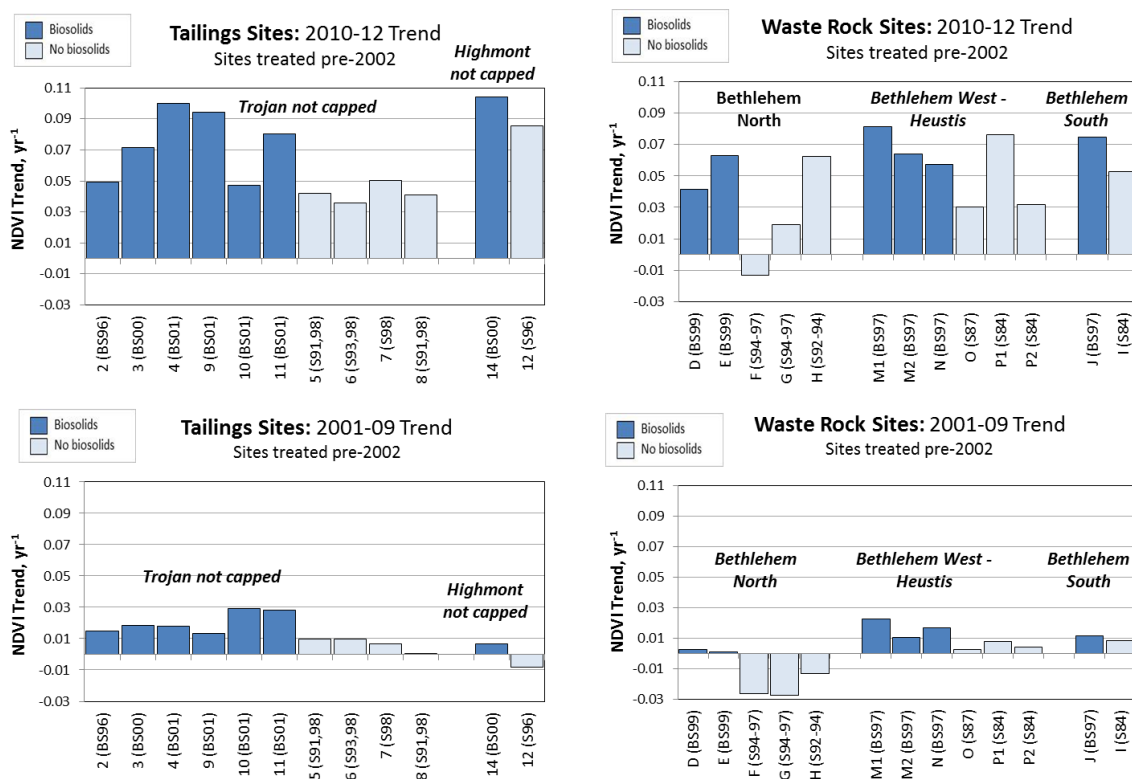 Biosolids
No biosolids
Tailings Sites: 2010-12 Trend
Sites treated pre-2002
Highmont
not capped
Trojan not capped
NDVI Trend, yr-1
0.11
0.09
0.07
0.05
0.03
0.01
-0.01
-0.03
2 (BS96)
3 (BS00)
4 (BS01)
9 (BS01)
10 (BS01)
11 (BS01)
5 (S91,98)
6 (S93,98)
7 (S98)
8 (S91,98)
14 (BS00)
12 (S96)
Biosolids
No biosolids
Waste Rock Sites: 2010-12 Trend
Sites treated pre-2002
Bethlehem
North
Bethlehem West -
Heustis
Bethlehem
South
NDVI Trend, yr-1
0.11
0.09
0.07
0.05
0.03
0.01
-0.01
-0.03
D (BS99)
E (BS99)
F (S94-97)
G (S94-97)
H (S92-94)
M1 (BS97)
M2 (BS97)
N (BS97)
O (S87)
P1 (S84)
P2 (S84)
J (BS97)
I (S84)
Biosolids
No biosolids
Tailings Sites: 2001-09 Trend
Sites treated pre-2002
Trojan not capped
Highmont
not capped
NDVI Trend, yr-1
0.11
0.09
0.07
0.05
0.03
0.01
-0.01
-0.03
2 (BS96)
3 (BS00)
4 (BS01)
9 (BS01)
10 (BS01)
11 (BS01)
5 (S91,98)
6 (S93,98)
7 (S98)
8 (S91,98)
14 (BS00)
12 (S96)
Biosolids
No biosolids
Waste Rock Sites: 2001-09 Trend
Sites treated pre-2002
Bethlehem
North
Bethlehem West -
Heustis
Bethlehem
South
NDVI Trend, yr-1
0.11
0.09
0.07
0.05
0.03
0.01
-0.01
-0.03
D (BS99)
E (BS99)
F (S94-97)
G (S94-97)
H (S92-94)
M1 (BS97)
M2 (BS97)
N (BS97)
O (S87)
P1 (S84)
P2 (S84)
J (BS97)
I (S84)